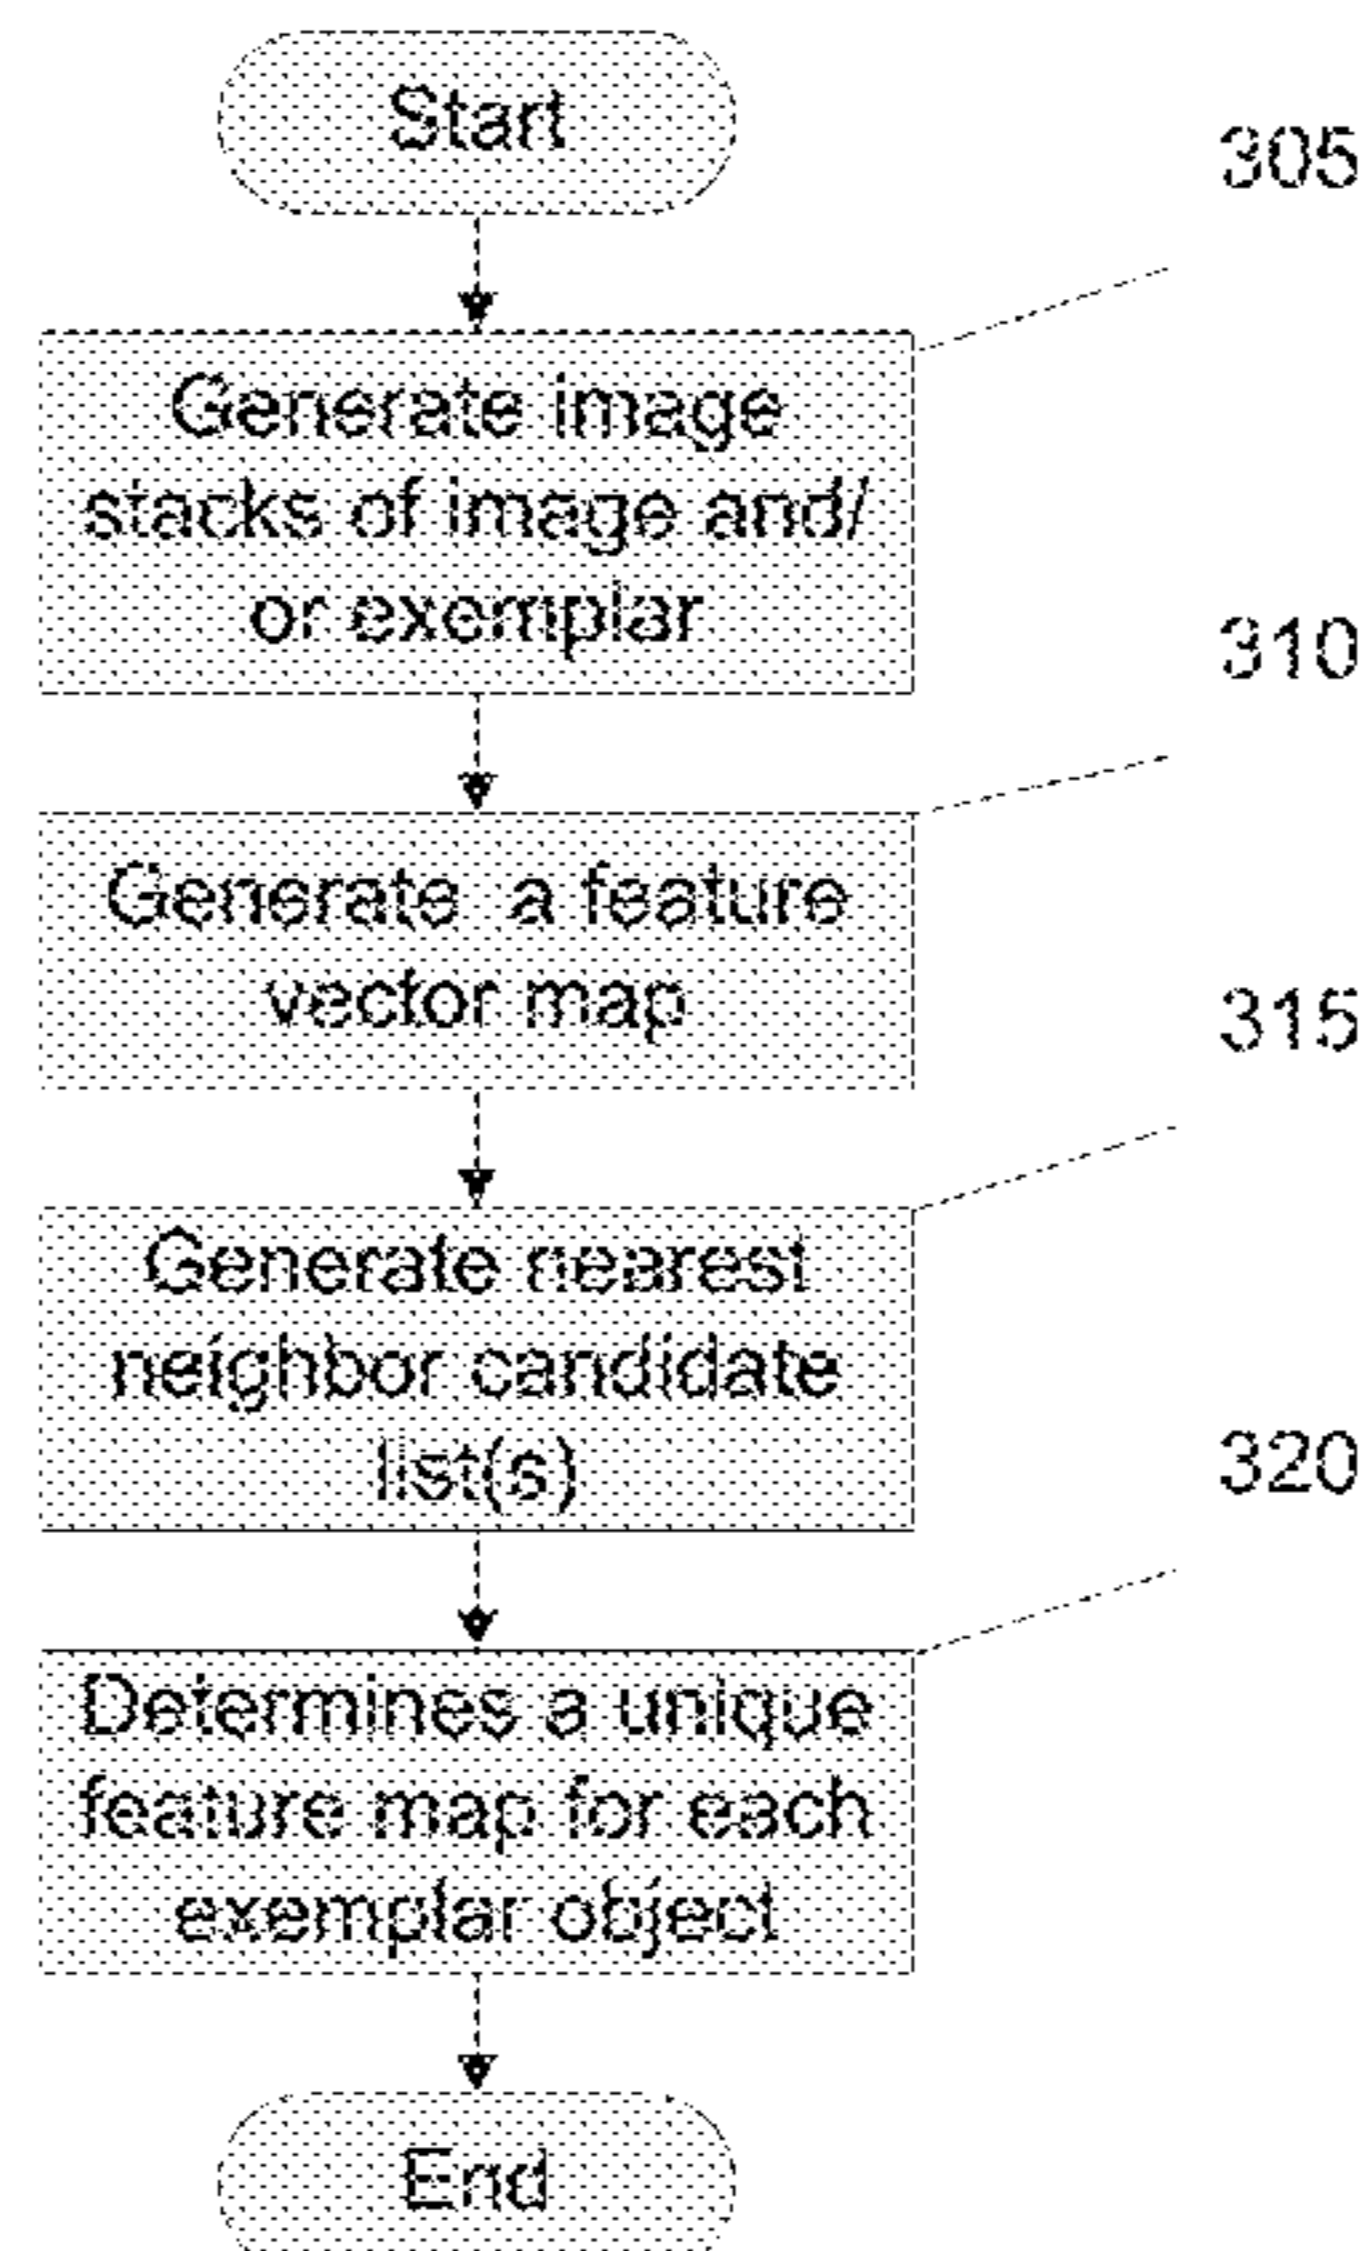 Start
305
Generate image
stacks of image and/
or exemplar
310
Generate a feature
vector map
315
Generate nearest
neighbor candidate
list(s)
320
Determines a unique
feature map for each
exemplar object
End